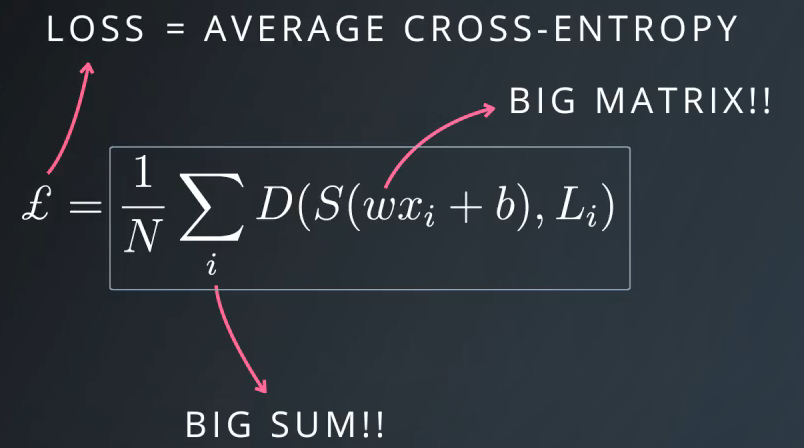 LOSS = AVERAGE CROSS-ENTROPY
BIG MATRIX!!
£ = 1/N ∑_i D(S(wx_i + b), L_i)
BIG SUM!!